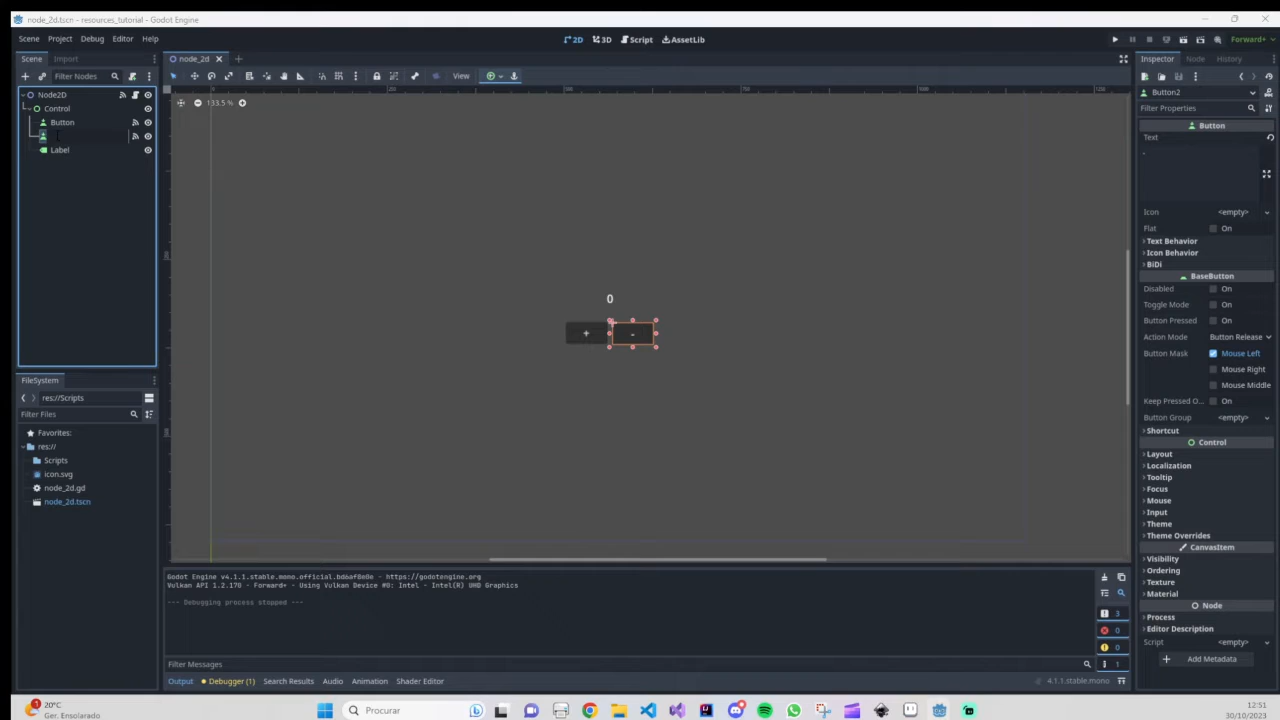 node_2d.tscn - resources_tutorial - Godot Engine
Scene Project Debug Editor Help
2D 3D Script AssetLib
Forward+
Scene Import
node_2d
Inspector Node History
Filter Nodes
View
Button2
133.5 %
Filter Properties
Node2D
Control
Button
Label
Button
Text
-
Icon <empty>
Flat On
Text Behavior
Icon Behavior
BiDi
BaseButton
Disabled On
Toggle Mode On
Button Pressed On
Action Mode Button Release
Button Mask Mouse Left
Mouse Right
Mouse Middle
Keep Pressed O... On
Button Group <empty>
Shortcut
Control
Layout
Localization
Tooltip
Focus
Mouse
Input
Theme
Theme Overrides
CanvasItem
Visibility
Ordering
Texture
Material
Node
Process
Editor Description
Script <empty>
Add Metadata
0
+ -
FileSystem
res://Scripts
Filter Files
Favorites:
res://
Scripts
icon.svg
node_2d.gd
node_2d.tscn
Godot Engine v4.1.1.stable.mono.official.bd6af8e0e - https://godotengine.org
Vulkan API 1.2.170 - Forward+ - Using Vulkan Device #0: Intel - Intel(R) UHD Graphics
--- Debugging process stopped ---
3
0
0
1
Filter Messages
Output Debugger (1) Search Results Audio Animation Shader Editor
4.1.1.stable.mono
1
20°C
Ger. Ensolarado
Procurar
12:51
30/10/2023